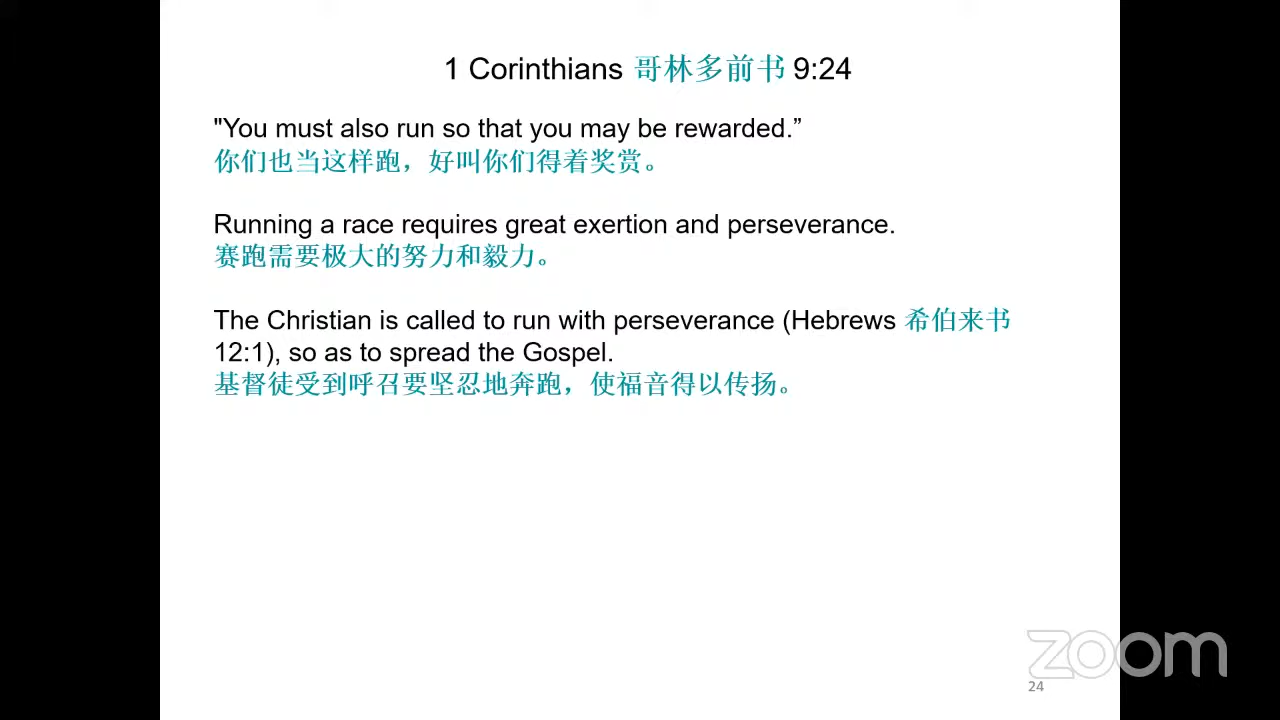 1 Corinthians 哥林多前书 9:24
"You must also run so that you may be rewarded.”
你们也当这样跑，好叫你们得着奖赏。
Running a race requires great exertion and perseverance.
赛跑需要极大的努力和毅力。
The Christian is called to run with perseverance (Hebrews 希伯来书
12:1), so as to spread the Gospel.
基督徒受到呼召要坚忍地奔跑，使福音得以传扬。
zoom
24